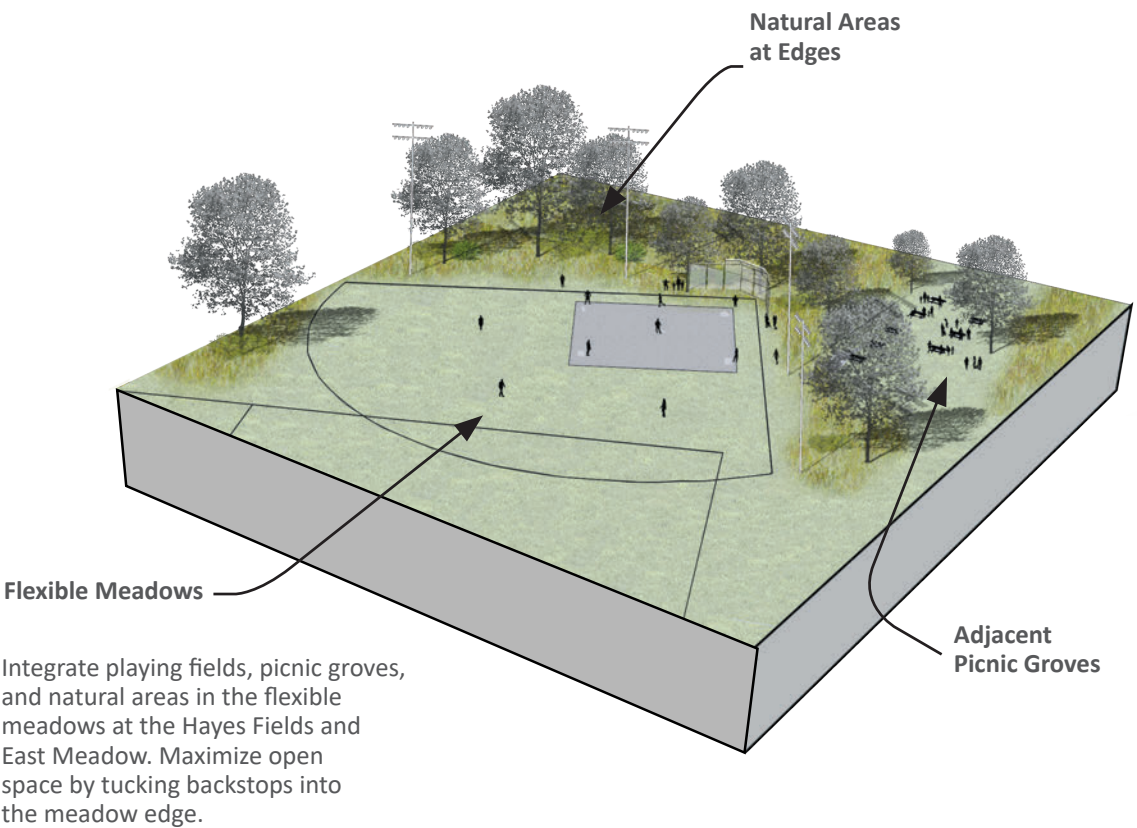 Natural Areas
at Edges
Flexible Meadows
Integrate playing fields, picnic groves,
and natural areas in the flexible
meadows at the Hayes Fields and
East Meadow. Maximize open
space by tucking backstops into
the meadow edge.
Adjacent
Picnic Groves